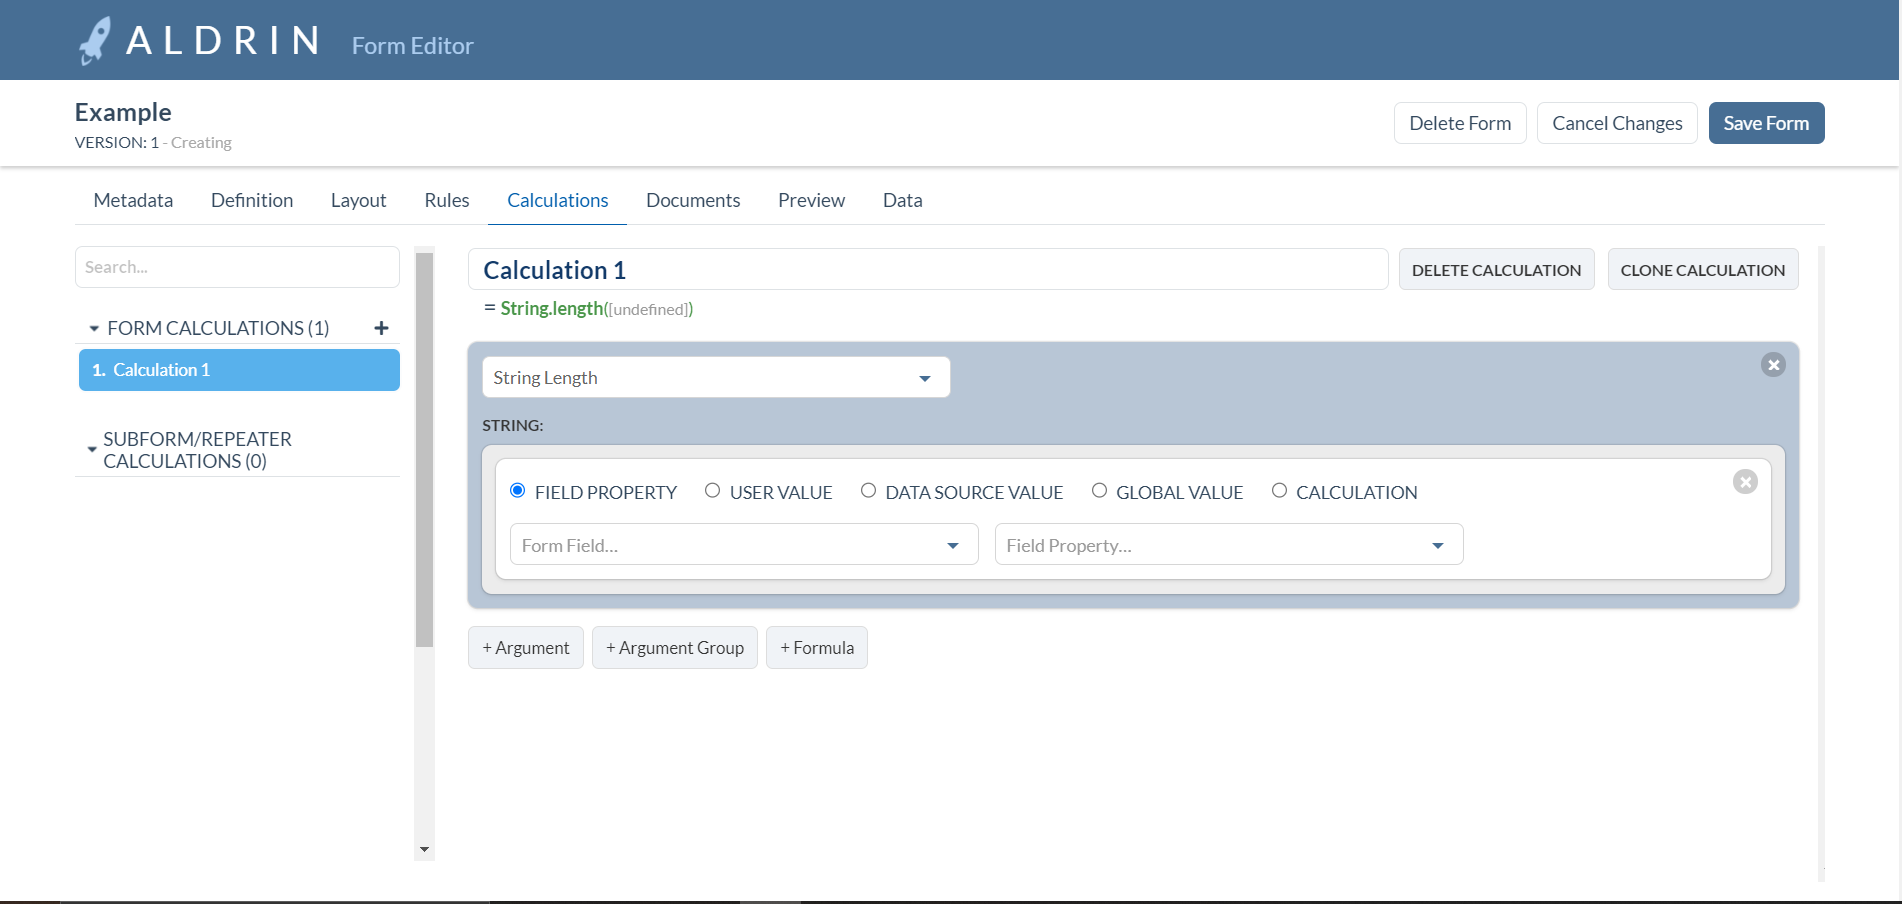 ALDRIN Form Editor
Example
VERSION: 1 - Creating
Delete Form Cancel Changes Save Form
Metadata Definition Layout Rules Calculations Documents Preview Data
Search...
FORM CALCULATIONS (1) +
1. Calculation 1
SUBFORM/REPEATER
CALCULATIONS (0)
Calculation 1
DELETE CALCULATION CLONE CALCULATION
= String.length([undefined])
String Length
STRING:
FIELD PROPERTY USER VALUE DATA SOURCE VALUE GLOBAL VALUE CALCULATION
Form Field... Field Property...
+ Argument + Argument Group + Formula